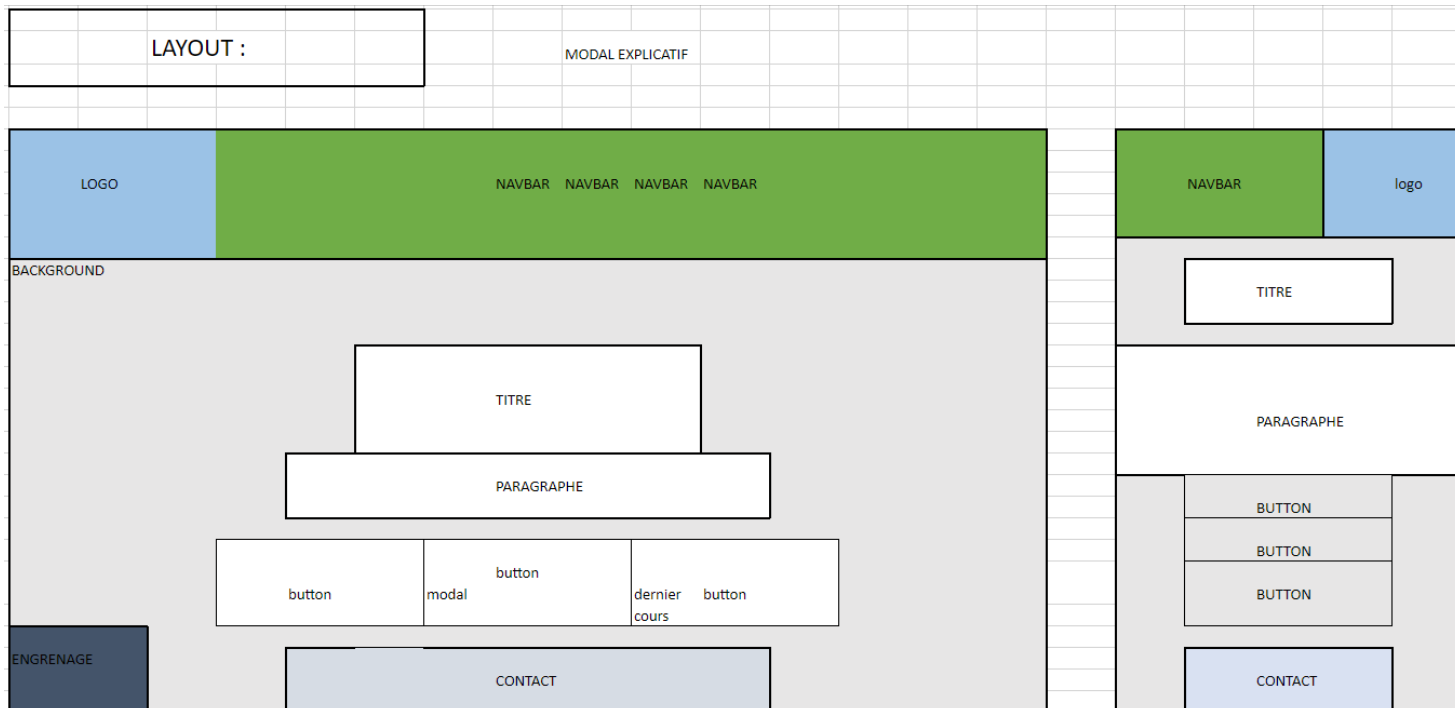 LAYOUT :
MODAL EXPLICATIF
LOGO
NAVBAR NAVBAR NAVBAR NAVBAR
BACKGROUND
TITRE
PARAGRAPHE
button
button
modal
dernier
cours
button
ENGRENAGE
CONTACT
NAVBAR
logo
TITRE
PARAGRAPHE
BUTTON
BUTTON
BUTTON
CONTACT